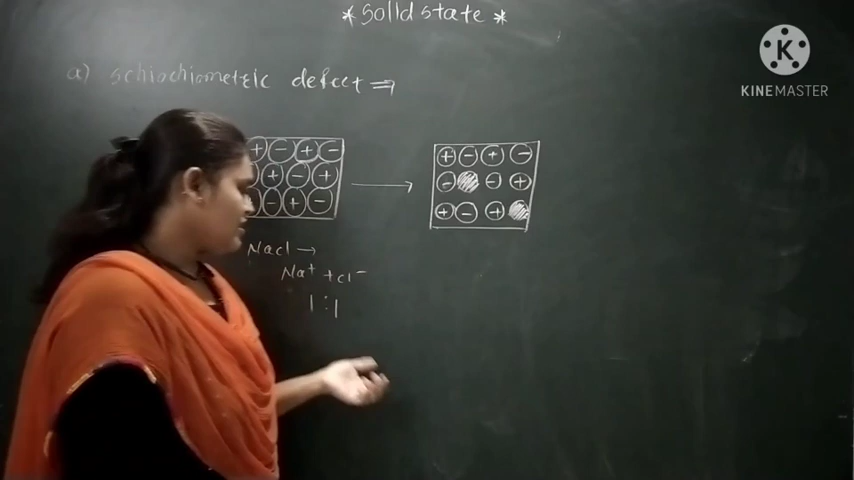 * Solid state *
K
KINEMASTER
a) schiochiometric defect ⇒
+ - + -
+ - +
- + -
+ - + -
- - +
+ - +
Nacl →
Na+ + cl-
1 : 1